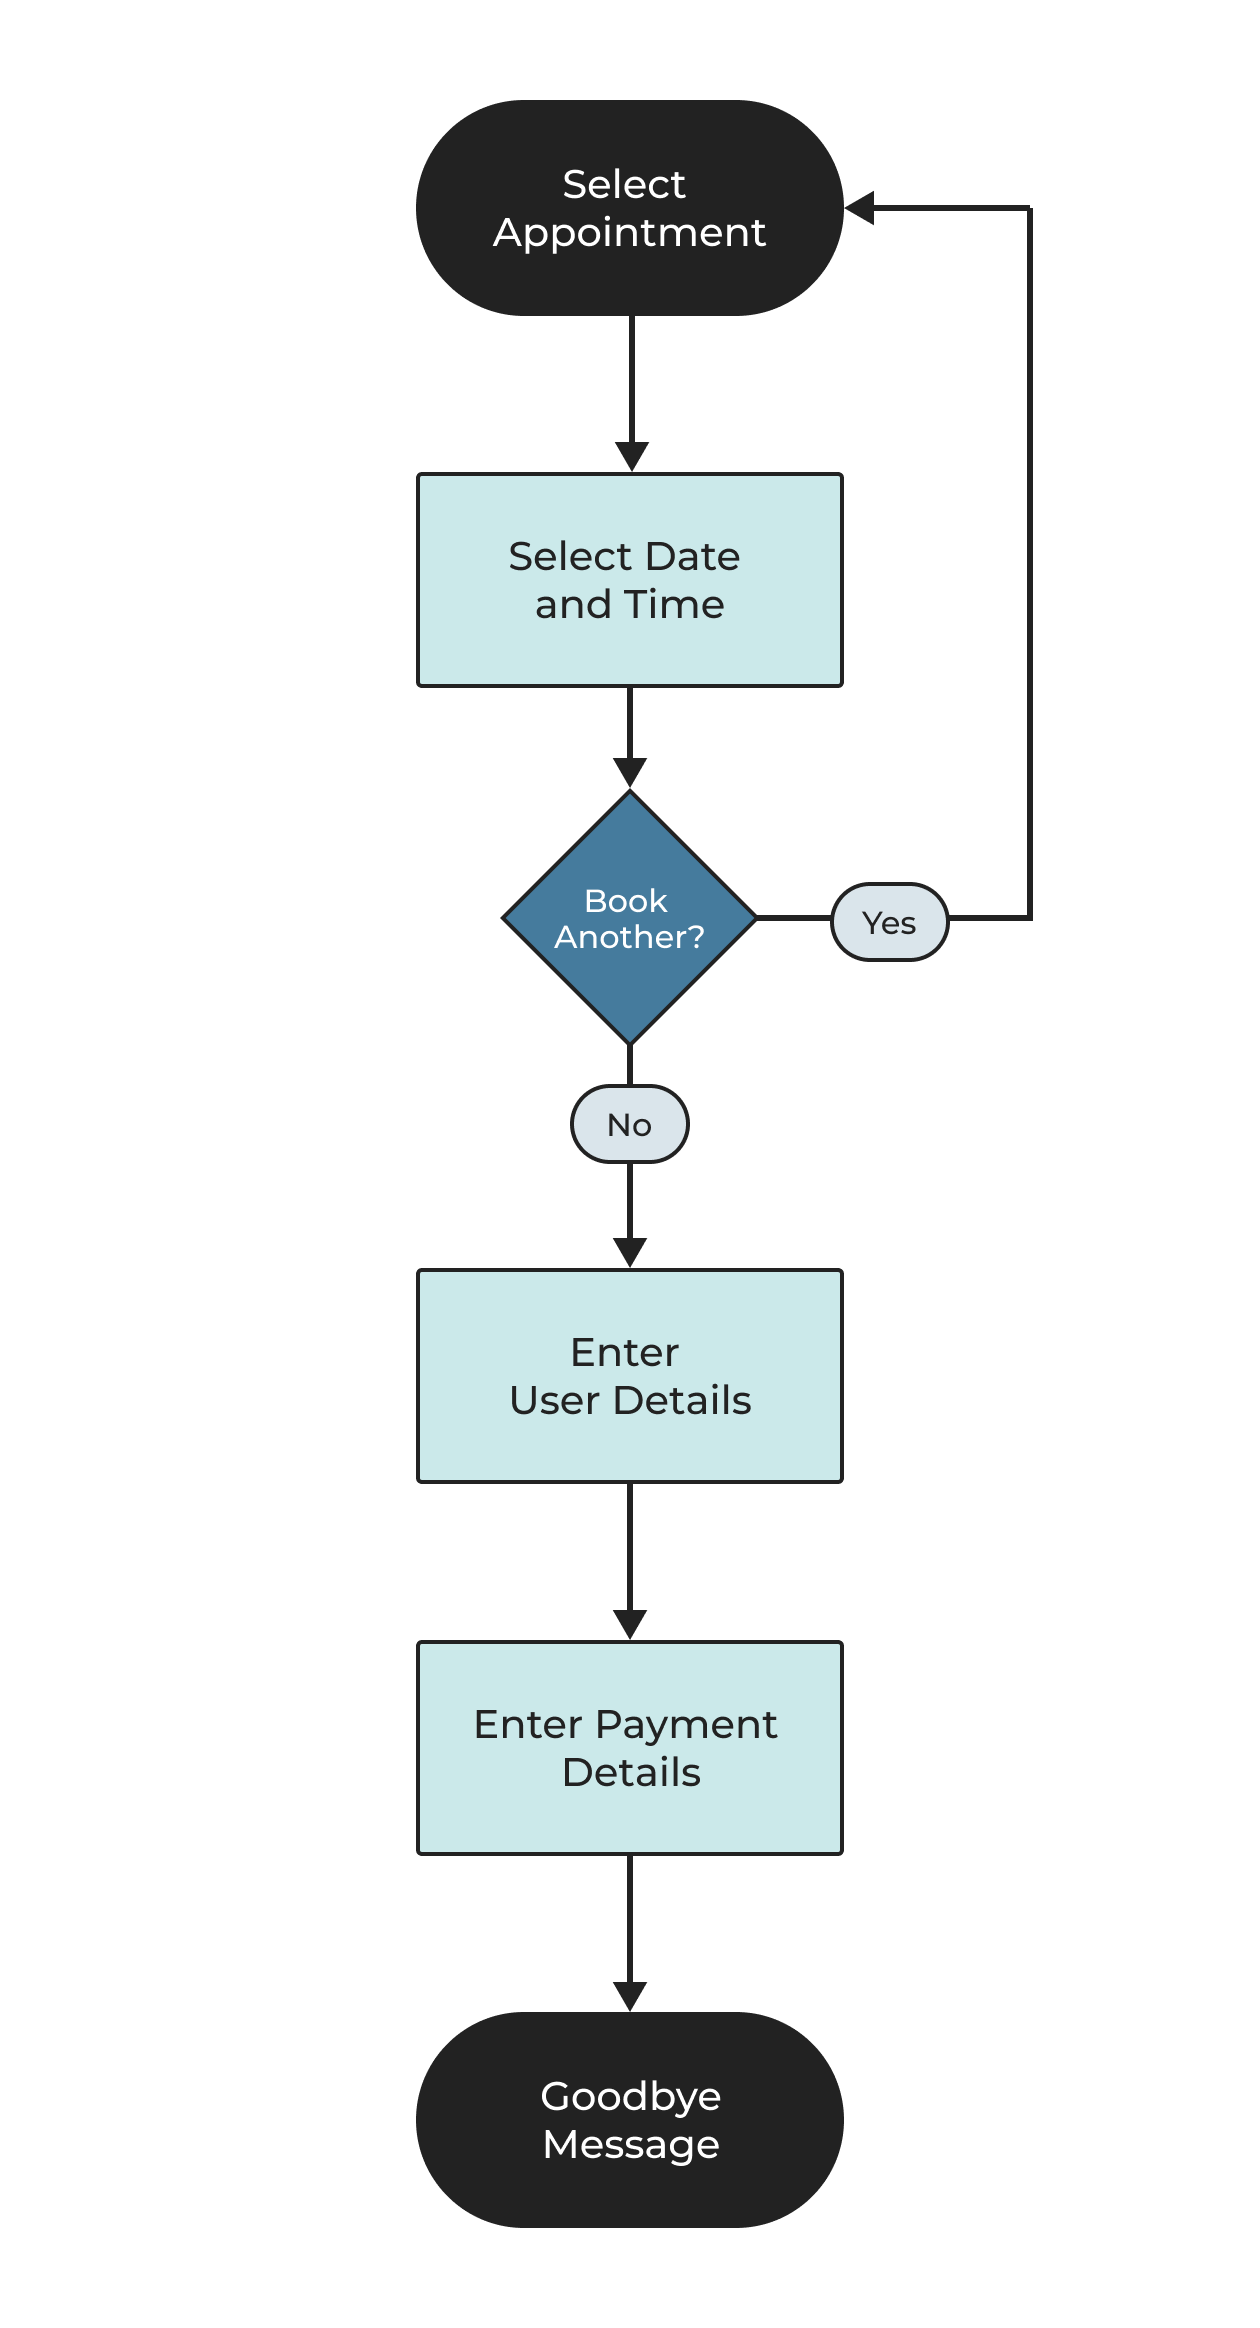 Select
Appointment
Select Date
and Time
Book
Another?
Yes
No
Enter
User Details
Enter Payment
Details
Goodbye
Message